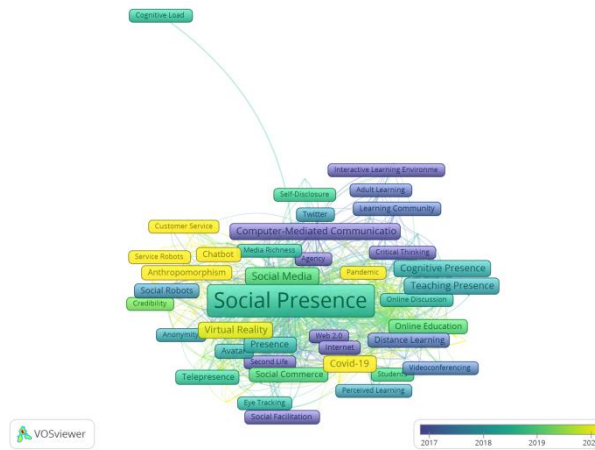 Cognitive Load
Interactive Learning Environme
Adult Learning
Self-Disclosure
Learning Community
Twitter
Customer Service
Computer-Mediated Communicatio
Media Richness
Critical Thinking
Service Robots
Chatbot
Agency
Anthropomorphism
Social Media
Pandemic
Cognitive Presence
Social Robots
Teaching Presence
Credibility
Social Presence
Online Discussion
Virtual Reality
Online Education
Anonymity
Web 2.0
Distance Learning
Avatar
Presence
Internet
Second Life
Covid-19
Videoconferencing
Telepresence
Social Commerce
Students
Perceived Learning
Eye Tracking
Social Facilitation
VOSviewer
2017 2018 2019